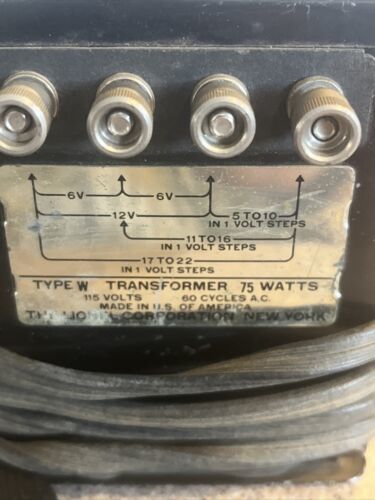 6V 6V
12V 5 TO 10
IN 1 VOLT STEPS
11 TO 16
IN 1 VOLT STEPS
17 TO 22
IN 1 VOLT STEPS
TYPE W TRANSFORMER 75 WATTS
115 VOLTS 60 CYCLES A.C.
MADE IN U.S. OF AMERICA
THE LIONEL CORPORATION NEW YORK